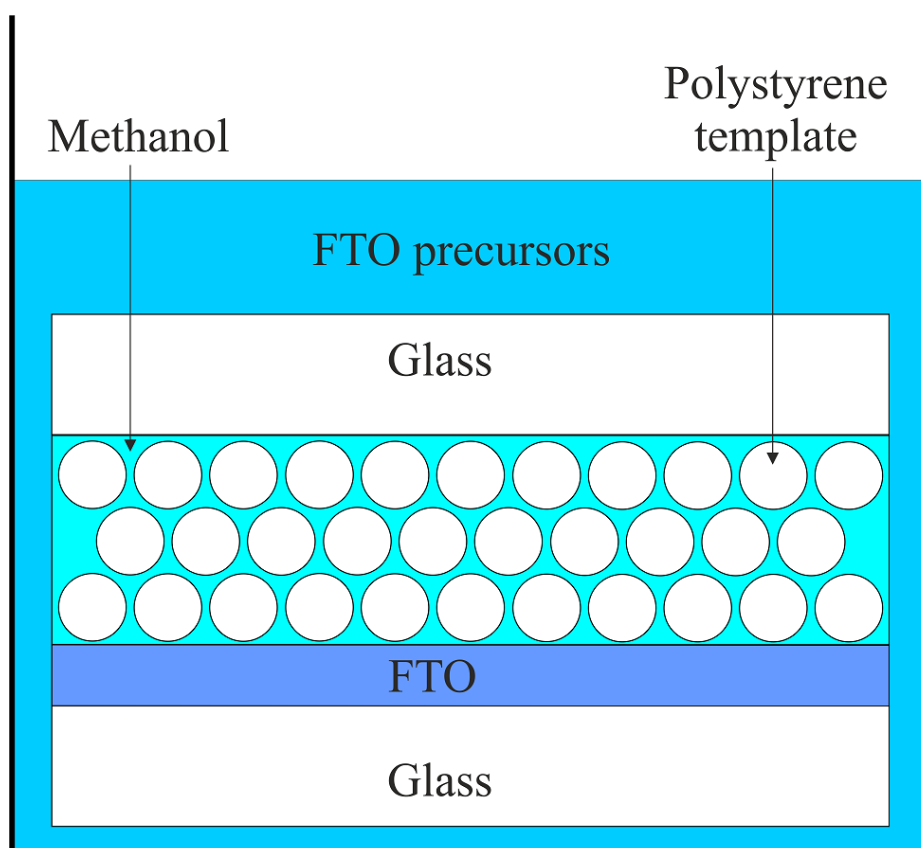 Polystyrene
template
Methanol
FTO precursors
Glass
FTO
Glass